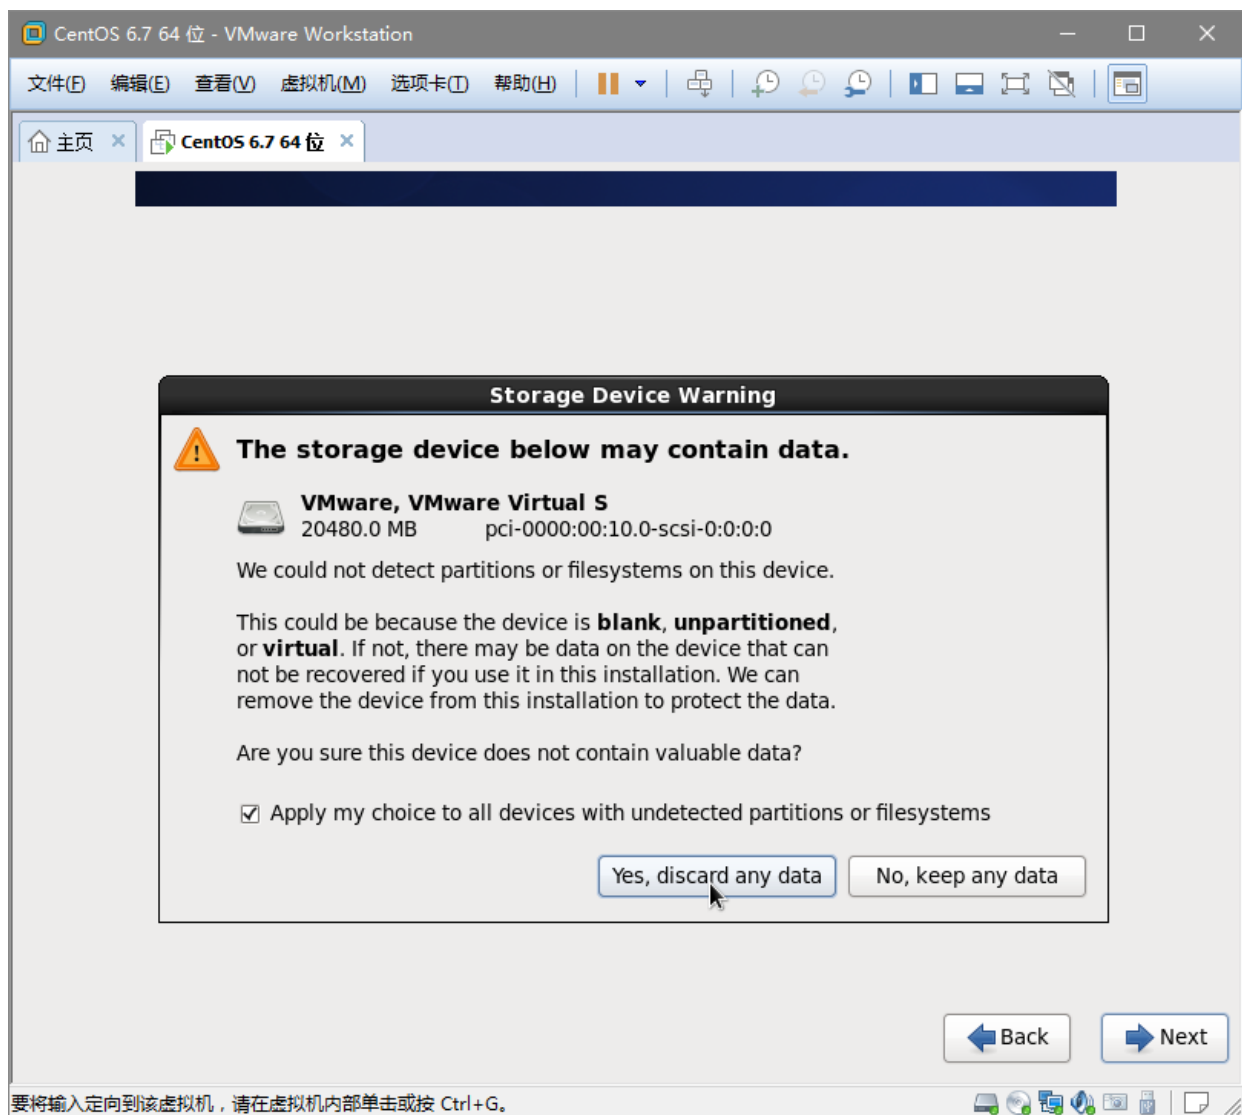 CentOS 6.7 64 位 - VMware Workstation
文件(F) 编辑(E) 查看(V) 虚拟机(M) 选项卡(T) 帮助(H)
主页 CentOS 6.7 64 位
Storage Device Warning
The storage device below may contain data.
VMware, VMware Virtual S
20480.0 MB pci-0000:00:10.0-scsi-0:0:0:0
We could not detect partitions or filesystems on this device.
This could be because the device is blank, unpartitioned,
or virtual. If not, there may be data on the device that can
not be recovered if you use it in this installation. We can
remove the device from this installation to protect the data.
Are you sure this device does not contain valuable data?
Apply my choice to all devices with undetected partitions or filesystems
Yes, discard any data No, keep any data
Back Next
要将输入定向到该虚拟机，请在虚拟机内部单击或按 Ctrl+G。